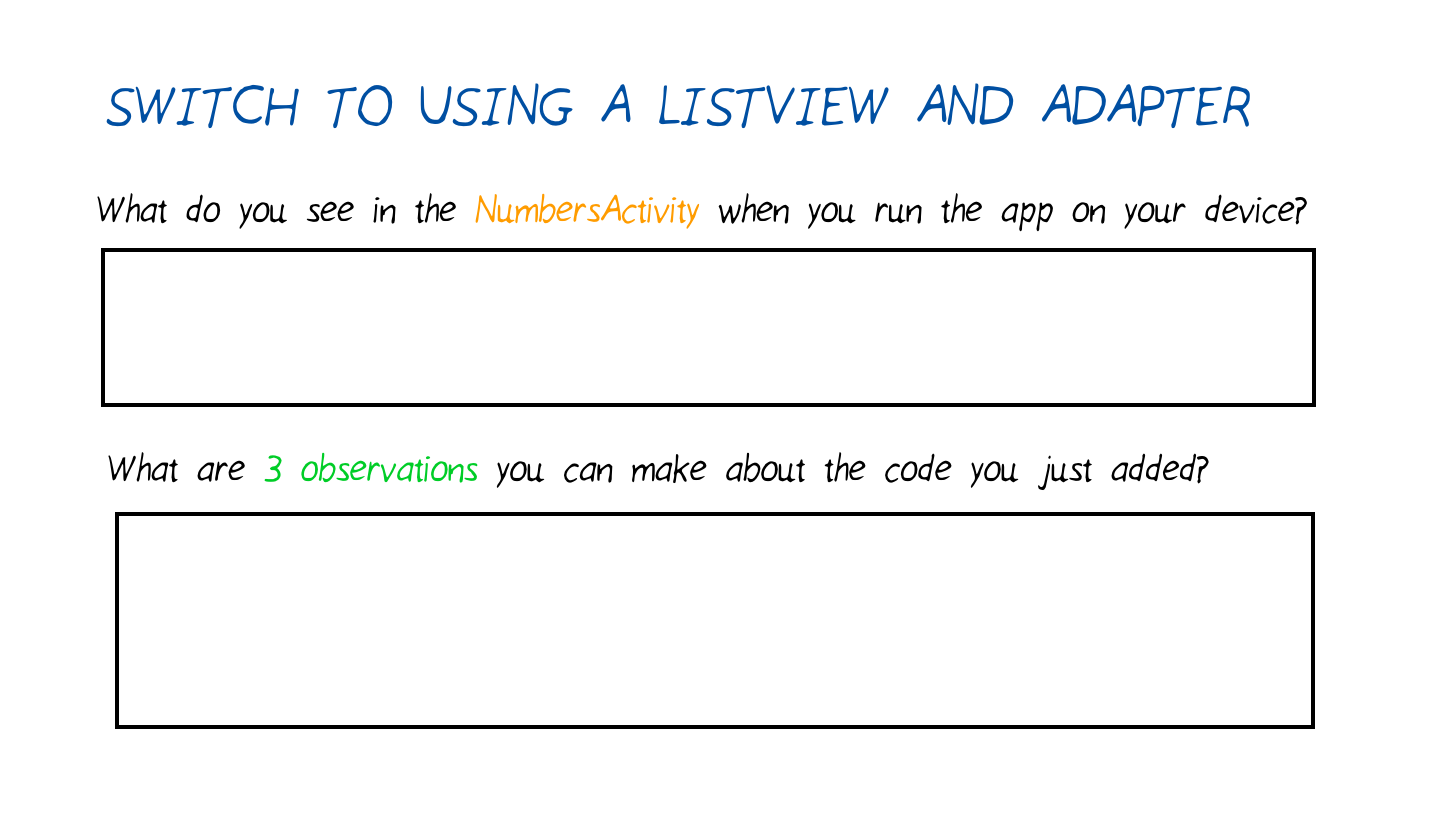 SWITCH TO USING A LISTVIEW AND ADAPTER
What do you see in the NumbersActivity when you run the app on your device?
What are 3 observations you can make about the code you just added?